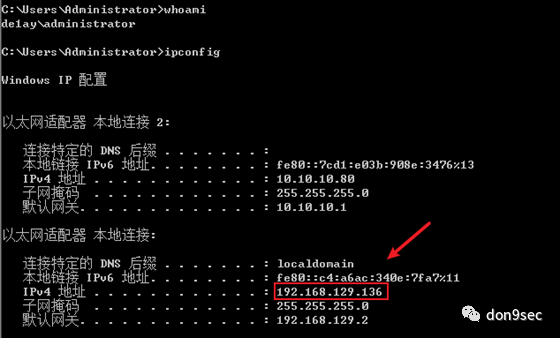 C:\Users\Administrator>whoami
de1ay\administrator
C:\Users\Administrator>ipconfig
Windows IP 配置
以太网适配器 本地连接 2:
连接特定的 DNS 后缀 . . . . . . . :
本地链接 IPv6 地址. . . . . . . . : fe80::7cd1:e03b:908e:3476%13
IPv4 地址 . . . . . . . . . . . . : 10.10.10.80
子网掩码 . . . . . . . . . . . . : 255.255.255.0
默认网关. . . . . . . . . . . . . : 10.10.10.1
以太网适配器 本地连接:
连接特定的 DNS 后缀 . . . . . . . : localdomain
本地链接 IPv6 地址. . . . . . . . : fe80::c4:a6ac:340e:7fa7%11
IPv4 地址 . . . . . . . . . . . . : 192.168.129.136
子网掩码 . . . . . . . . . . . . : 255.255.255.0
默认网关. . . . . . . . . . . . . : 192.168.129.2
don9sec